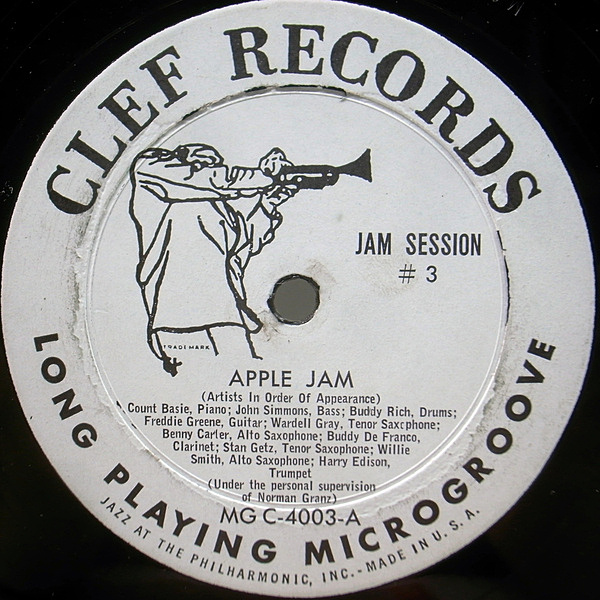 CLEF RECORDS
JAM SESSION
# 3
TRADE MARK
APPLE JAM
(Artists In Order Of Appearance)
Count Basie, Piano; John Simmons, Bass; Buddy Rich, Drums;
Freddie Greene, Guitar; Wardell Gray, Tenor Saxophone;
Benny Carter, Alto Saxophone; Buddy De Franco,
Clarinet; Stan Getz, Tenor Saxophone; Willie
Smith, Alto Saxophone; Harry Edison,
Trumpet
(Under the personal supervision
of Norman Granz)
MG C-4003-A
LONG PLAYING MICROGROOVE
JAZZ AT THE PHILHARMONIC, INC.-MADE IN U. S. A.